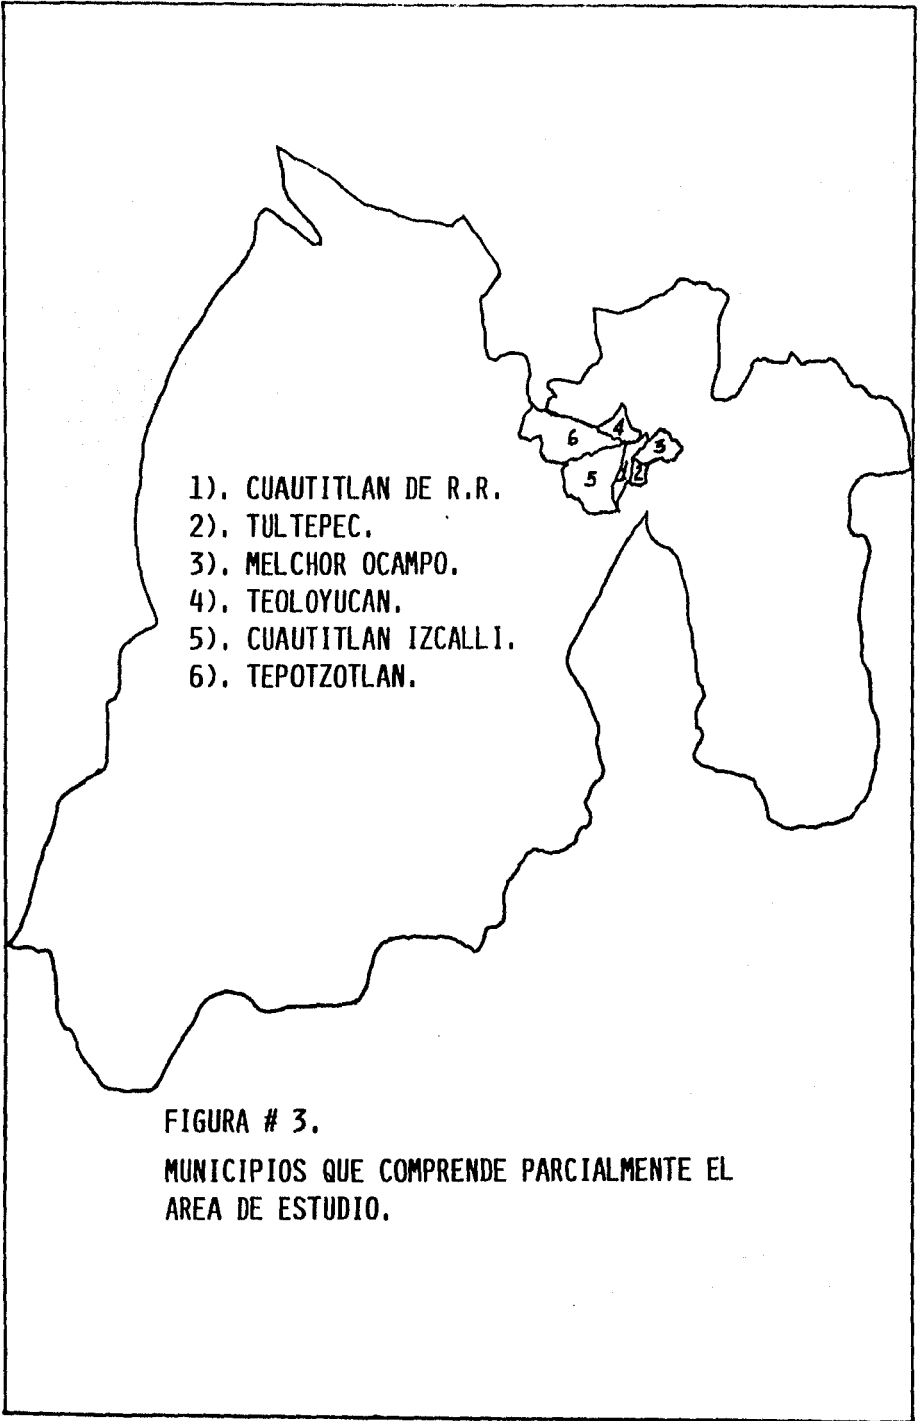 6
4
3
5
1
2
1). CUAUTITLAN DE R.R.
2). TULTEPEC.
3). MELCHOR OCAMPO.
4). TEOLOYUCAN.
5). CUAUTITLAN IZCALLI.
6). TEPOTZOTLAN.
FIGURA # 3.
MUNICIPIOS QUE COMPRENDE PARCIALMENTE EL
AREA DE ESTUDIO.